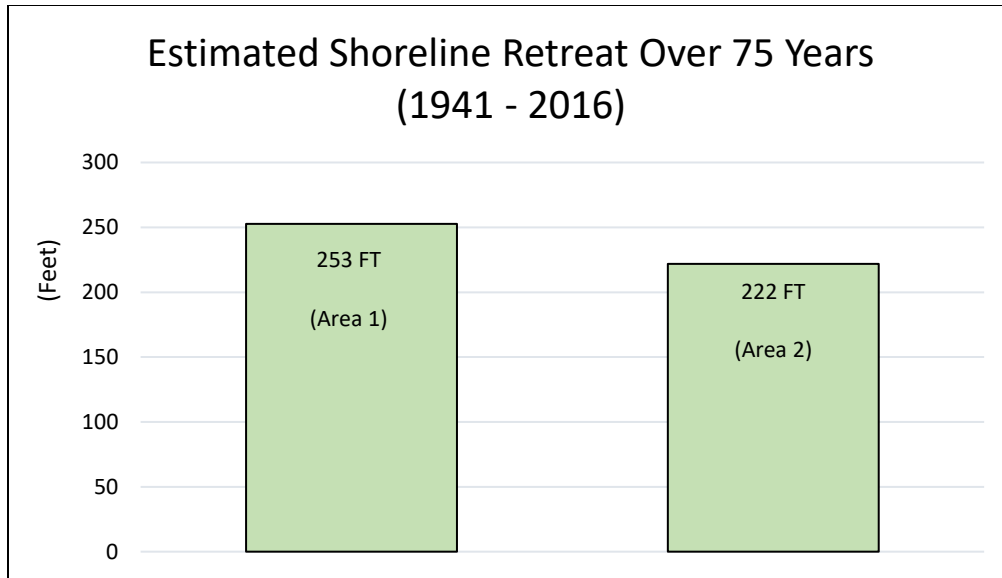 Estimated Shoreline Retreat Over 75 Years
(1941 - 2016)
300
250
200
150
100
50
0
(Feet)
253 FT
(Area 1)
222 FT
(Area 2)